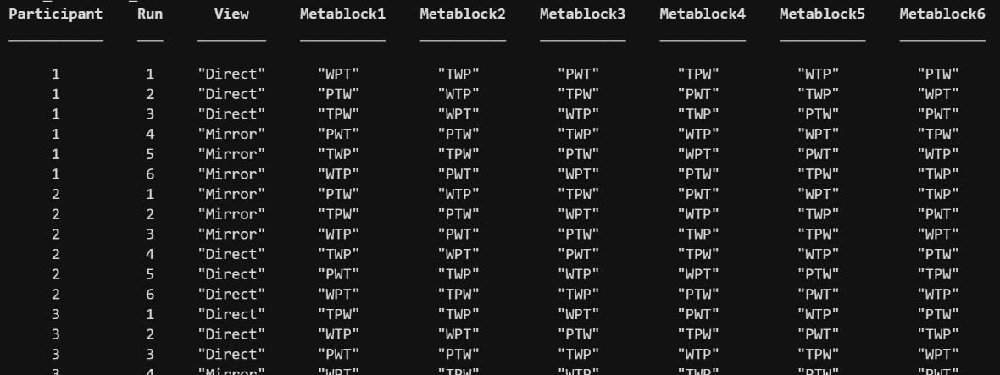 Participant Run View Metablock1 Metablock2 Metablock3 Metablock4 Metablock5 Metablock6
1 1 "Direct" "WPT" "TWP" "PWT" "TPW" "WTP" "PTW"
1 2 "Direct" "PTW" "WTP" "TPW" "PWT" "TWP" "WPT"
1 3 "Direct" "TPW" "WPT" "WTP" "TWP" "PTW" "PWT"
1 4 "Mirror" "PWT" "PTW" "TWP" "WTP" "WPT" "TPW"
1 5 "Mirror" "TWP" "TPW" "PTW" "WPT" "PWT" "WTP"
1 6 "Mirror" "WTP" "PWT" "WPT" "PTW" "TPW" "TWP"
2 1 "Mirror" "PTW" "WTP" "TPW" "PWT" "WPT" "TWP"
2 2 "Mirror" "TPW" "PTW" "WPT" "WTP" "TWP" "PWT"
2 3 "Mirror" "WTP" "PWT" "PTW" "TWP" "TPW" "WPT"
2 4 "Direct" "TWP" "WPT" "PWT" "TPW" "WTP" "PTW"
2 5 "Direct" "PWT" "TWP" "WTP" "WPT" "PTW" "TPW"
2 6 "Direct" "WPT" "TPW" "TWP" "PTW" "PWT" "WTP"
3 1 "Direct" "TPW" "TWP" "WPT" "PWT" "WTP" "PTW"
3 2 "Direct" "WTP" "WPT" "PTW" "TPW" "PWT" "TWP"
3 3 "Direct" "PWT" "PTW" "TWP" "WTP" "TPW" "WPT"
3 4 "Mirror" "WPT" "TPW" "WTP" "TWP" "PTW" "PWT"